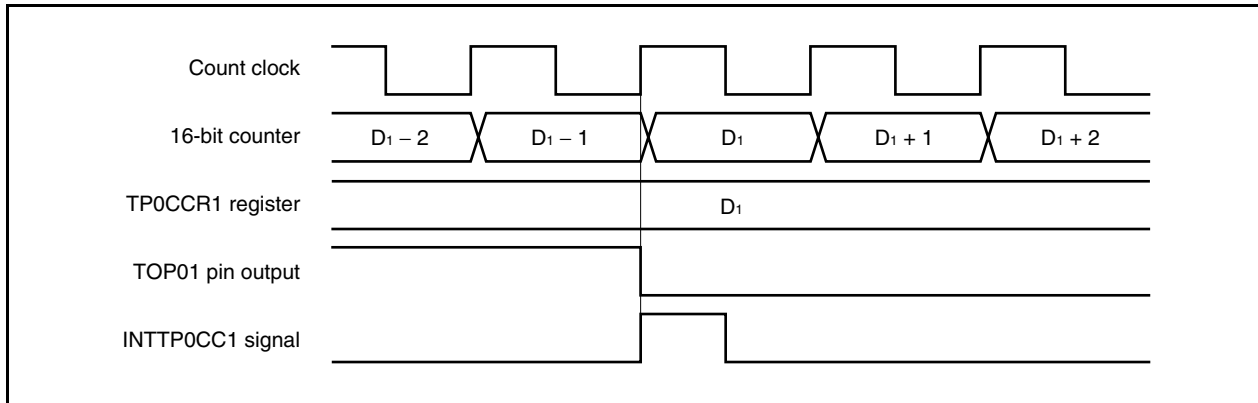 Count clock
16-bit counter
D1 − 2 D1 − 1 D1 D1 + 1 D1 + 2
TP0CCR1 register
D1
TOP01 pin output
INTTP0CC1 signal